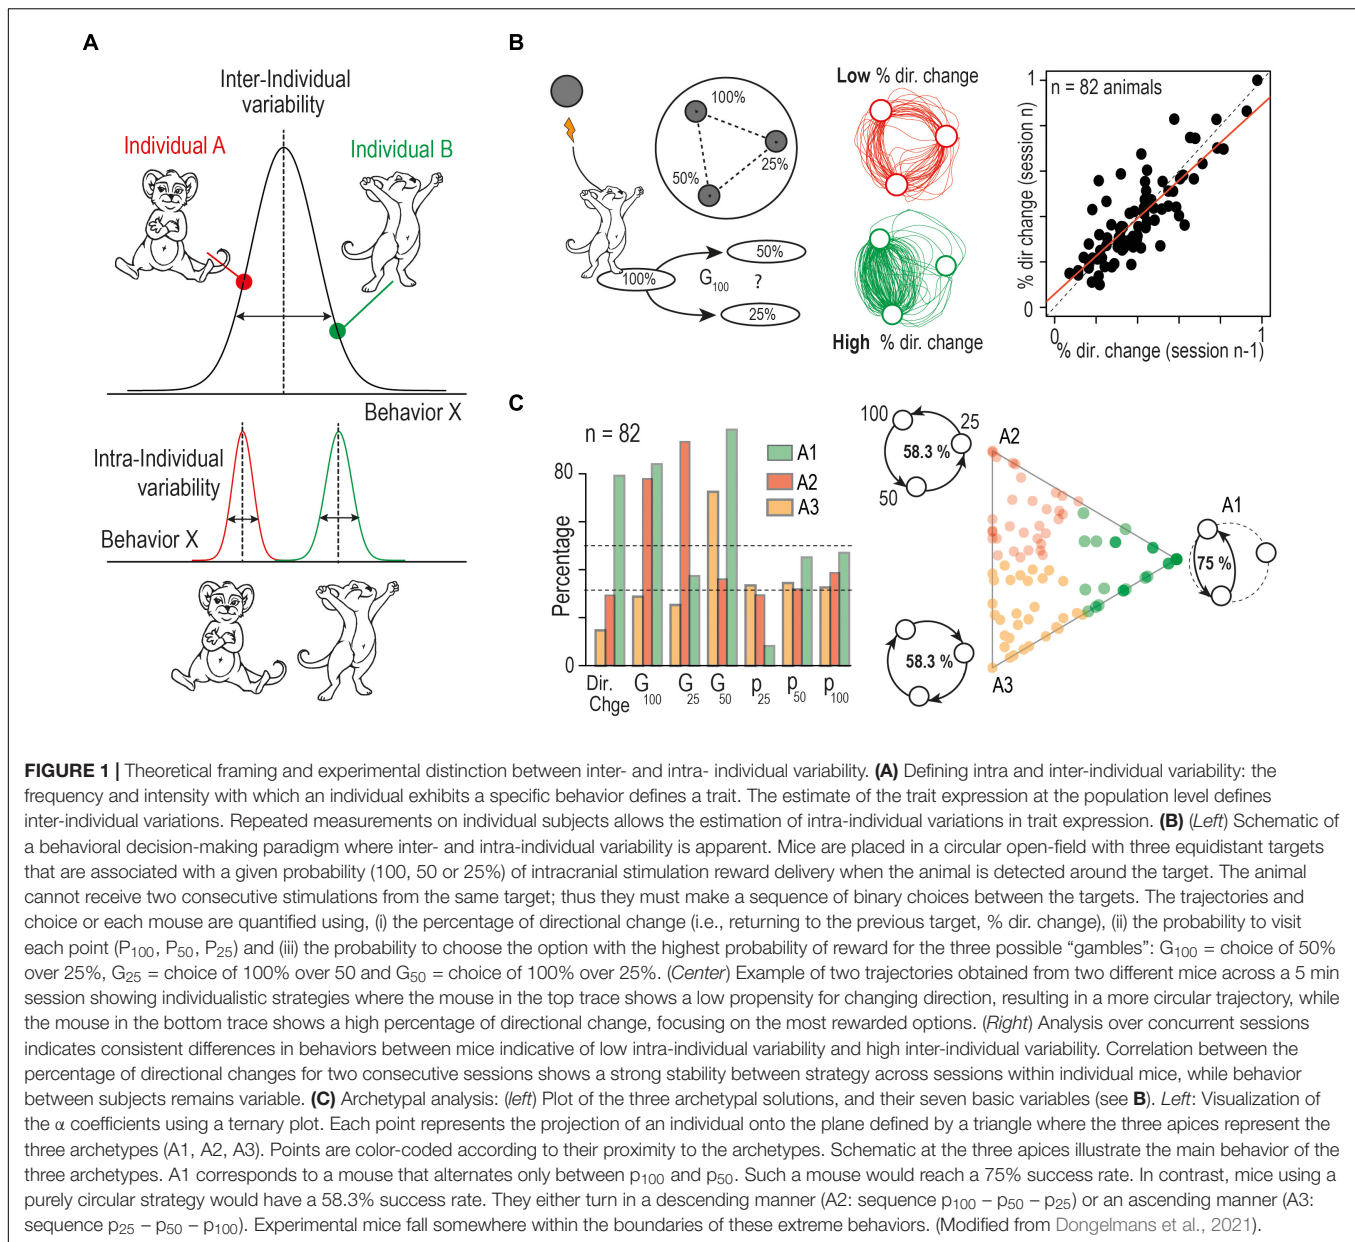 A
Inter-Individual
variability
Individual A
Individual B
Behavior X
Intra-Individual
variability
Behavior X
B
100%
25%
50%
100%
G100
50%
?
25%
Low % dir. change
High % dir. change
n = 82 animals
% dir change (session n)
1
0
0
1
% dir. change (session n-1)
C
n = 82
A1
A2
A3
Percentage
80
0
Dir. Chge
G100
G25
G50
p25
p50
p100
100
25
50
58.3 %
A2
A1
75 %
58.3 %
A3
FIGURE 1 | Theoretical framing and experimental distinction between inter- and intra- individual variability. (A) Defining intra and inter-individual variability: the
frequency and intensity with which an individual exhibits a specific behavior defines a trait. The estimate of the trait expression at the population level defines
inter-individual variations. Repeated measurements on individual subjects allows the estimation of intra-individual variations in trait expression. (B) (Left) Schematic of
a behavioral decision-making paradigm where inter- and intra-individual variability is apparent. Mice are placed in a circular open-field with three equidistant targets
that are associated with a given probability (100, 50 or 25%) of intracranial stimulation reward delivery when the animal is detected around the target. The animal
cannot receive two consecutive stimulations from the same target; thus they must make a sequence of binary choices between the targets. The trajectories and
choice or each mouse are quantified using, (i) the percentage of directional change (i.e., returning to the previous target, % dir. change), (ii) the probability to visit
each point (P100, P50, P25) and (iii) the probability to choose the option with the highest probability of reward for the three possible “gambles”: G100 = choice of 50%
over 25%, G25 = choice of 100% over 50 and G50 = choice of 100% over 25%. (Center) Example of two trajectories obtained from two different mice across a 5 min
session showing individualistic strategies where the mouse in the top trace shows a low propensity for changing direction, resulting in a more circular trajectory, while
the mouse in the bottom trace shows a high percentage of directional change, focusing on the most rewarded options. (Right) Analysis over concurrent sessions
indicates consistent differences in behaviors between mice indicative of low intra-individual variability and high inter-individual variability. Correlation between the
percentage of directional changes for two consecutive sessions shows a strong stability between strategy across sessions within individual mice, while behavior
between subjects remains variable. (C) Archetypal analysis: (left) Plot of the three archetypal solutions, and their seven basic variables (see B). Left: Visualization of
the α coefficients using a ternary plot. Each point represents the projection of an individual onto the plane defined by a triangle where the three apices represent the
three archetypes (A1, A2, A3). Points are color-coded according to their proximity to the archetypes. Schematic at the three apices illustrate the main behavior of the
three archetypes. A1 corresponds to a mouse that alternates only between p100 and p50. Such a mouse would reach a 75% success rate. In contrast, mice using a
purely circular strategy would have a 58.3% success rate. They either turn in a descending manner (A2: sequence p100 – p50 – p25) or an ascending manner (A3:
sequence p25 – p50 – p100). Experimental mice fall somewhere within the boundaries of these extreme behaviors. (Modified from Dongelmans et al., 2021).